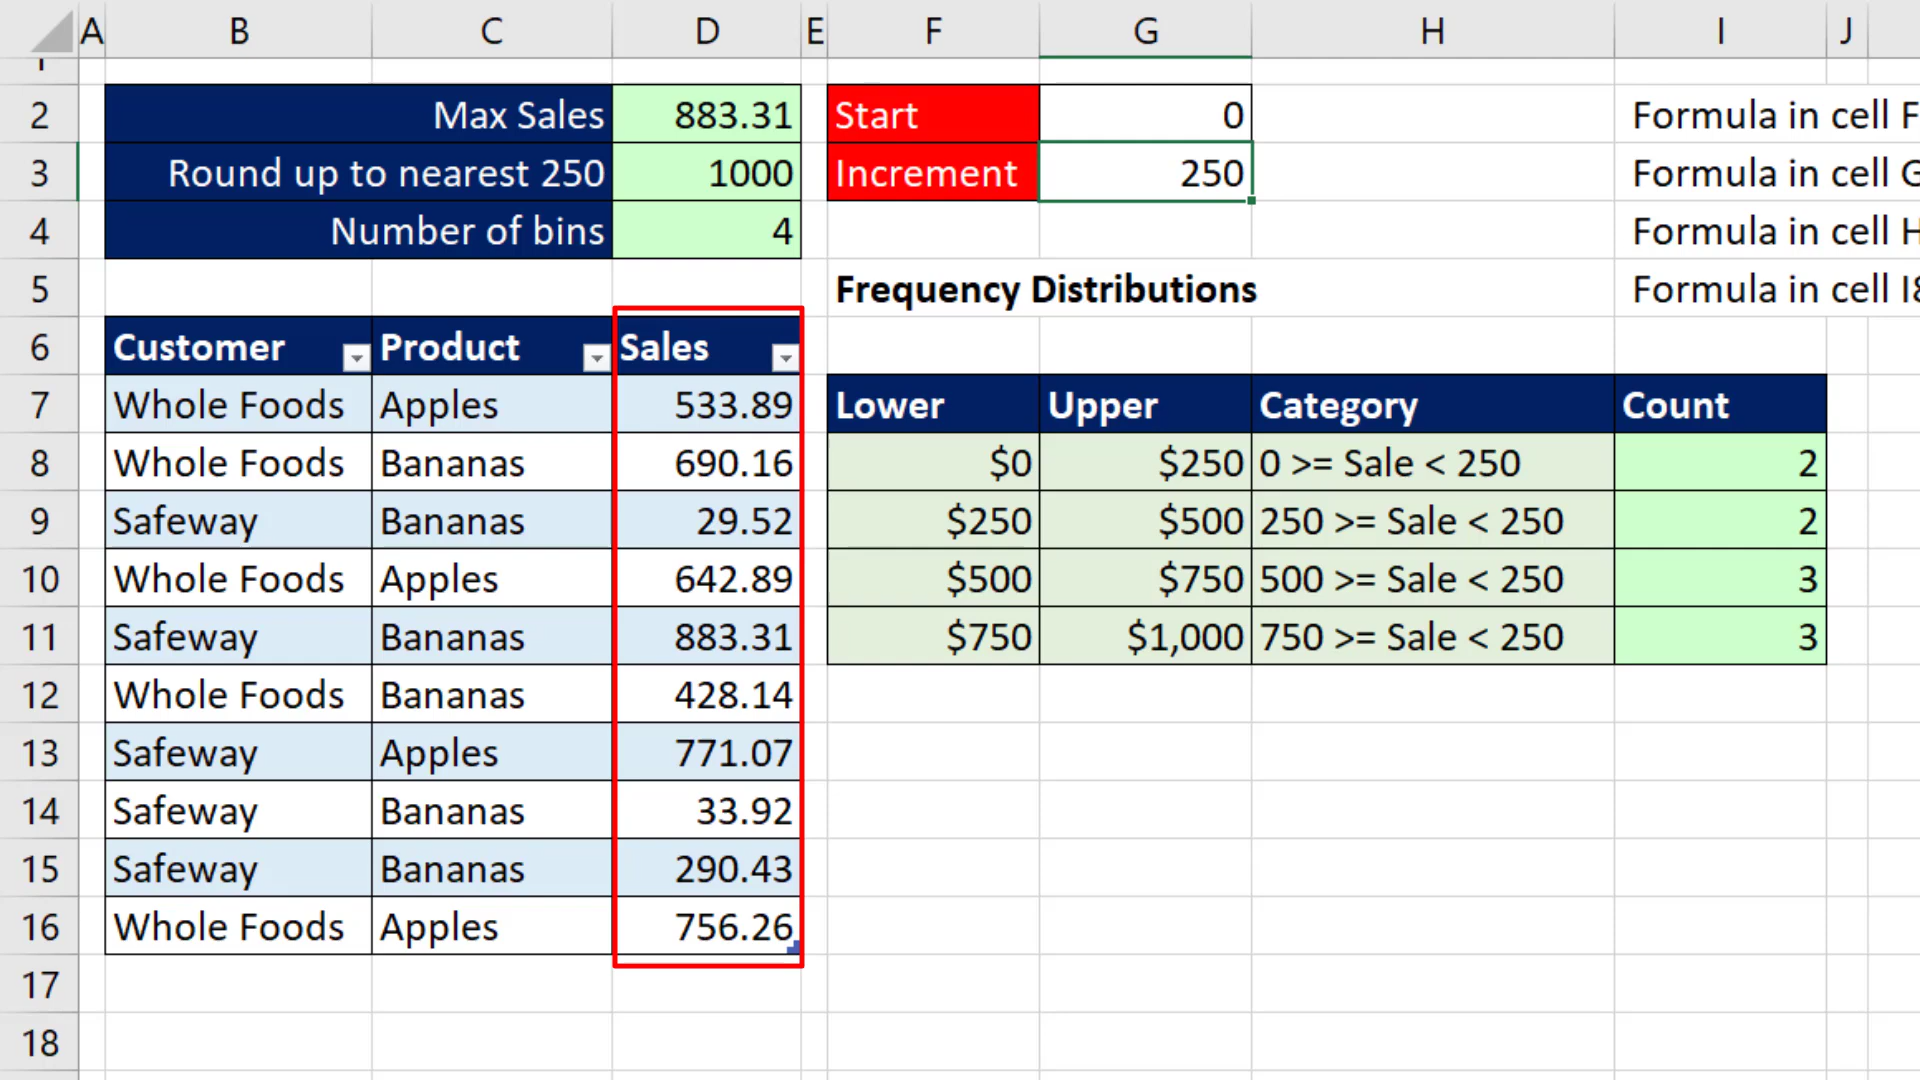 A B C D E F G H I J
2 Max Sales 883.31 Start 0 Formula in cell F
3 Round up to nearest 250 1000 Increment 250 Formula in cell G
4 Number of bins 4 Formula in cell H
5 Frequency Distributions Formula in cell I8
6 Customer Product Sales
7 Whole Foods Apples 533.89 Lower Upper Category Count
8 Whole Foods Bananas 690.16 $0 $250 0 >= Sale < 250 2
9 Safeway Bananas 29.52 $250 $500 250 >= Sale < 250 2
10 Whole Foods Apples 642.89 $500 $750 500 >= Sale < 250 3
11 Safeway Bananas 883.31 $750 $1,000 750 >= Sale < 250 3
12 Whole Foods Bananas 428.14
13 Safeway Apples 771.07
14 Safeway Bananas 33.92
15 Safeway Bananas 290.43
16 Whole Foods Apples 756.26
17
18